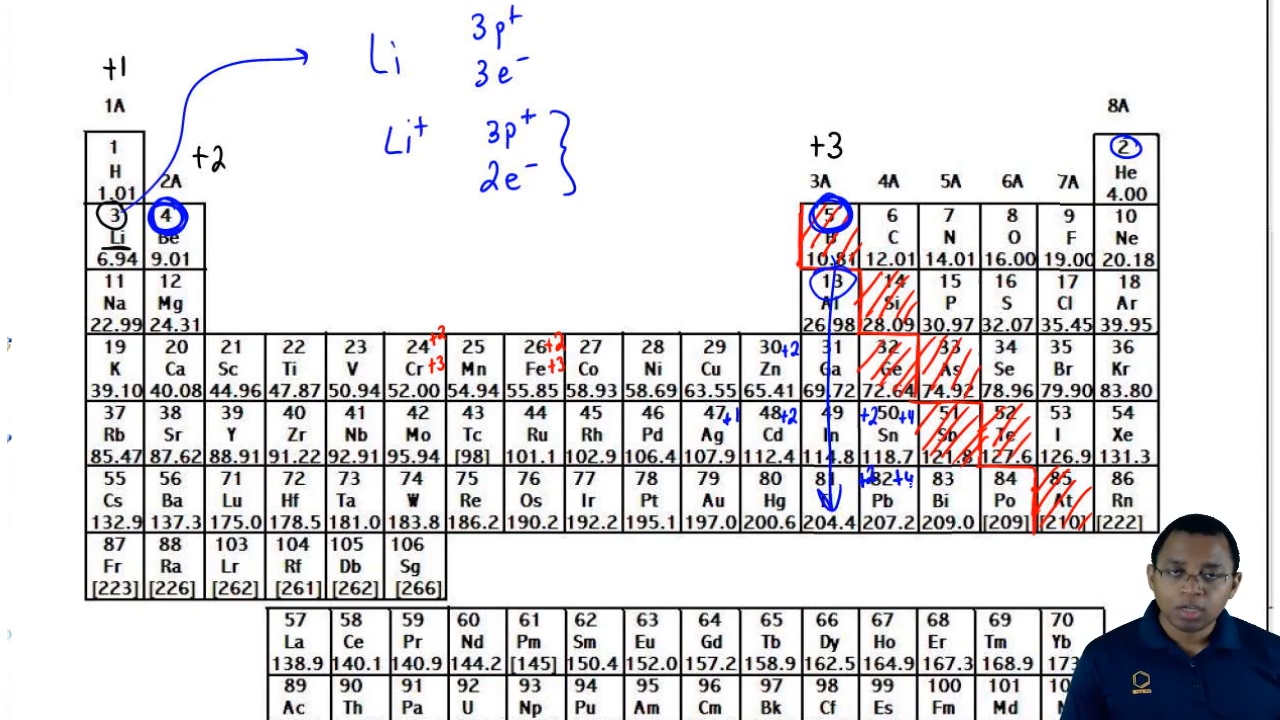 Li 3p+
3e−
+1
1A 8A
Li+ 3p+
2e−
+2 +3
2A 3A 4A 5A 6A 7A
1 2
H He
1.01 4.00
3 4 5 6 7 8 9 10
Li Be B C N O F Ne
6.94 9.01 10.81 12.01 14.01 16.00 19.00 20.18
11 12 13 14 15 16 17 18
Na Mg Al Si P S Cl Ar
22.99 24.31 26.98 28.09 30.97 32.07 35.45 39.95
19 20 21 22 23 24 +2 25 26 +2 27 28 29 30 +2 31 32 33 34 35 36
K Ca Sc Ti V Cr +3 Mn Fe +3 Co Ni Cu Zn Ga Ge As Se Br Kr
39.10 40.08 44.96 47.87 50.94 52.00 54.94 55.85 58.93 58.69 63.55 65.41 69.72 72.64 74.92 78.96 79.90 83.80
37 38 39 40 41 42 43 44 45 46 47 +1 48 +2 49 +2 50 +4 51 52 53 54
Rb Sr Y Zr Nb Mo Tc Ru Rh Pd Ag Cd In Sn Sb Te I Xe
85.47 87.62 88.91 91.22 92.91 95.94 [98] 101.1 102.9 106.4 107.9 112.4 114.8 118.7 121.8 127.6 126.9 131.3
55 56 71 72 73 74 75 76 77 78 79 80 81 +2 82 +4 83 84 85 86
Cs Ba Lu Hf Ta W Re Os Ir Pt Au Hg Pb Bi Po At Rn
132.9 137.3 175.0 178.5 181.0 183.8 186.2 190.2 192.2 195.1 197.0 200.6 204.4 207.2 209.0 [209] [210] [222]
87 88 103 104 105 106
Fr Ra Lr Rf Db Sg
[223] [226] [262] [261] [262] [266]
57 58 59 60 61 62 63 64 65 66 67 68 69 70
La Ce Pr Nd Pm Sm Eu Gd Tb Dy Ho Er Tm Yb
138.9 140.1 140.9 144.2 [145] 150.4 152.0 157.2 158.9 162.5 164.9 167.3 168.9 173
89 90 91 92 93 94 95 96 97 98 99 100 101 10
Ac Th Pa U Np Pu Am Cm Bk Cf Es Fm Md